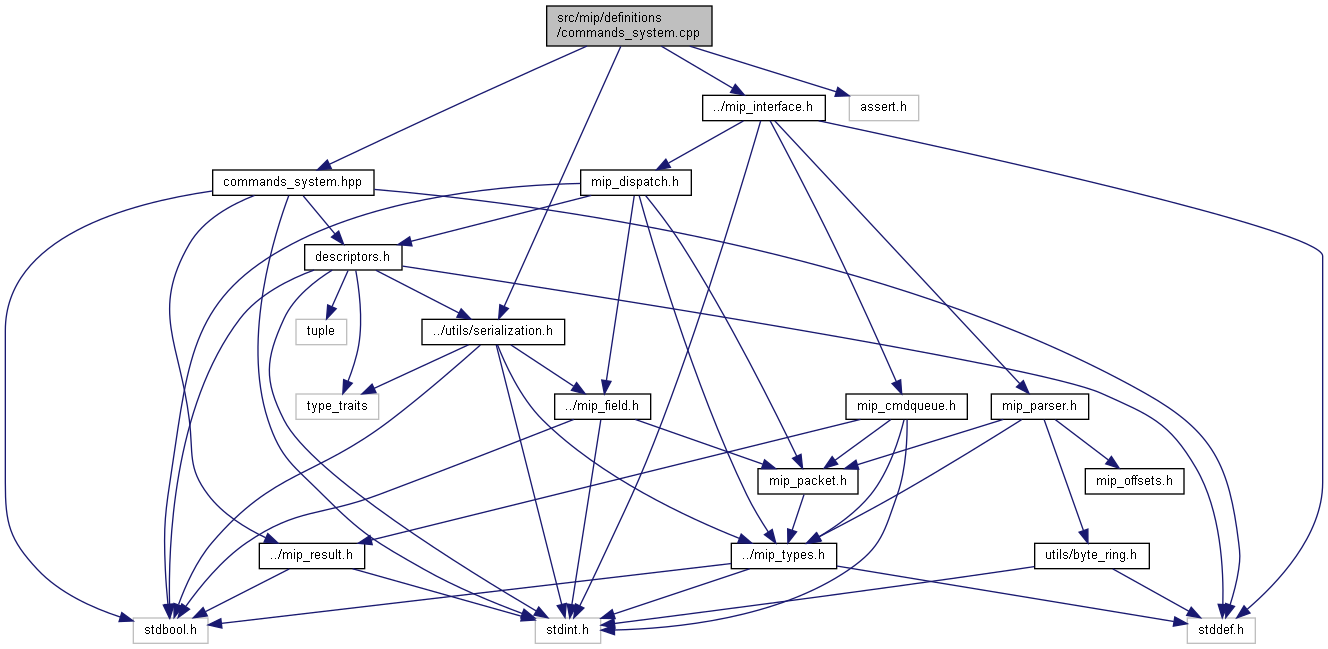 src/mip/definitions
/commands_system.cpp
../mip_interface.h
assert.h
commands_system.hpp
mip_dispatch.h
descriptors.h
tuple
../utils/serialization.h
type_traits
../mip_field.h
mip_cmdqueue.h
mip_parser.h
mip_packet.h
mip_offsets.h
../mip_result.h
../mip_types.h
utils/byte_ring.h
stdbool.h
stdint.h
stddef.h